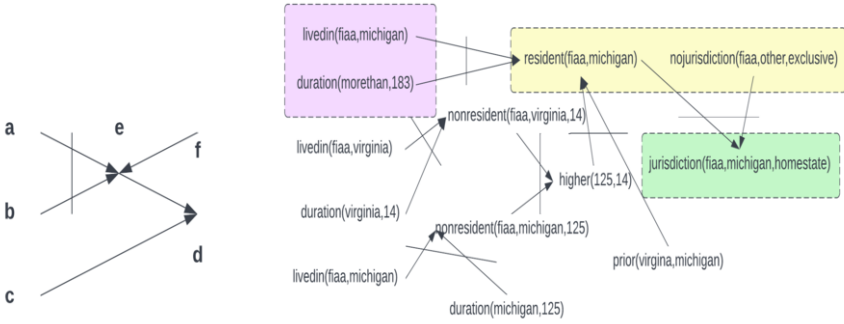 a
e
f
b
d
c
livedin(fiaa,michigan)
duration(morethan,183)
resident(fiaa,michigan)
nojurisdiction(fiaa,other,exclusive)
nonresident(fiaa,virginia,14)
livedin(fiaa,virginia)
jurisdiction(fiaa,michigan,homestate)
higher(125,14)
duration(virginia,14)
nonresident(fiaa,michigan,125)
prior(virgina,michigan)
livedin(fiaa,michigan)
duration(michigan,125)